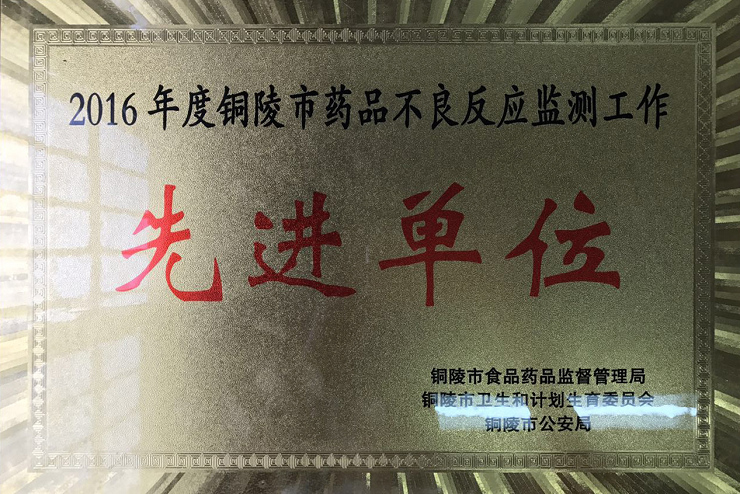 2016年度铜陵市药品不良反应监测工作
先进单位
铜陵市食品药品监督管理局
铜陵市卫生和计划生育委员会
铜陵市公安局